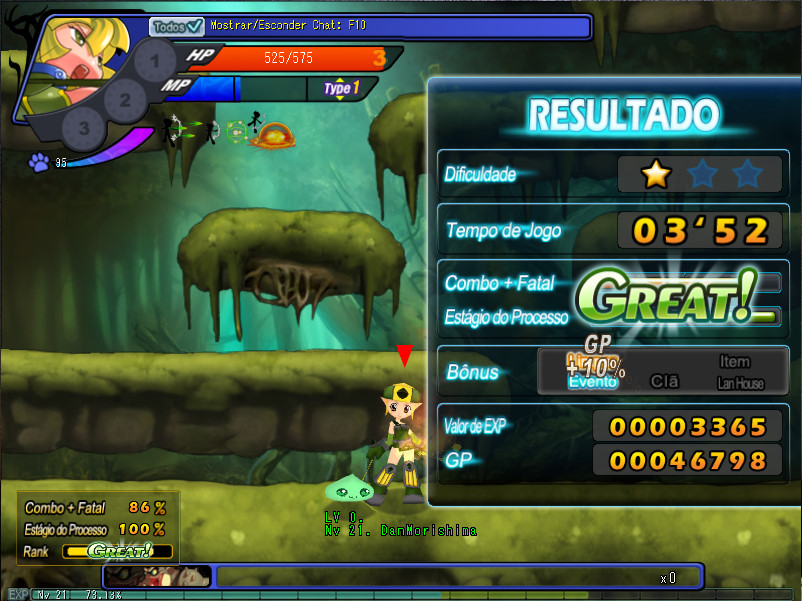 Todos Mostrar/Esconder Chat: F10
HP 525/575 3
MP Type 1
1
2
3
95
RESULTADO
Dificuldade
Tempo de Jogo 03‘52
Combo + Fatal
Estágio do Processo
GREAT!
Bônus GP +10% Evento Clã Item Lan House
Valor de EXP 00003365
GP 00046798
LV 0.
Nv 21. DanMorishima
Combo + Fatal 86%
Estágio do Processo 100%
Rank GREAT!
x0
EXP Nv 21 73.13%